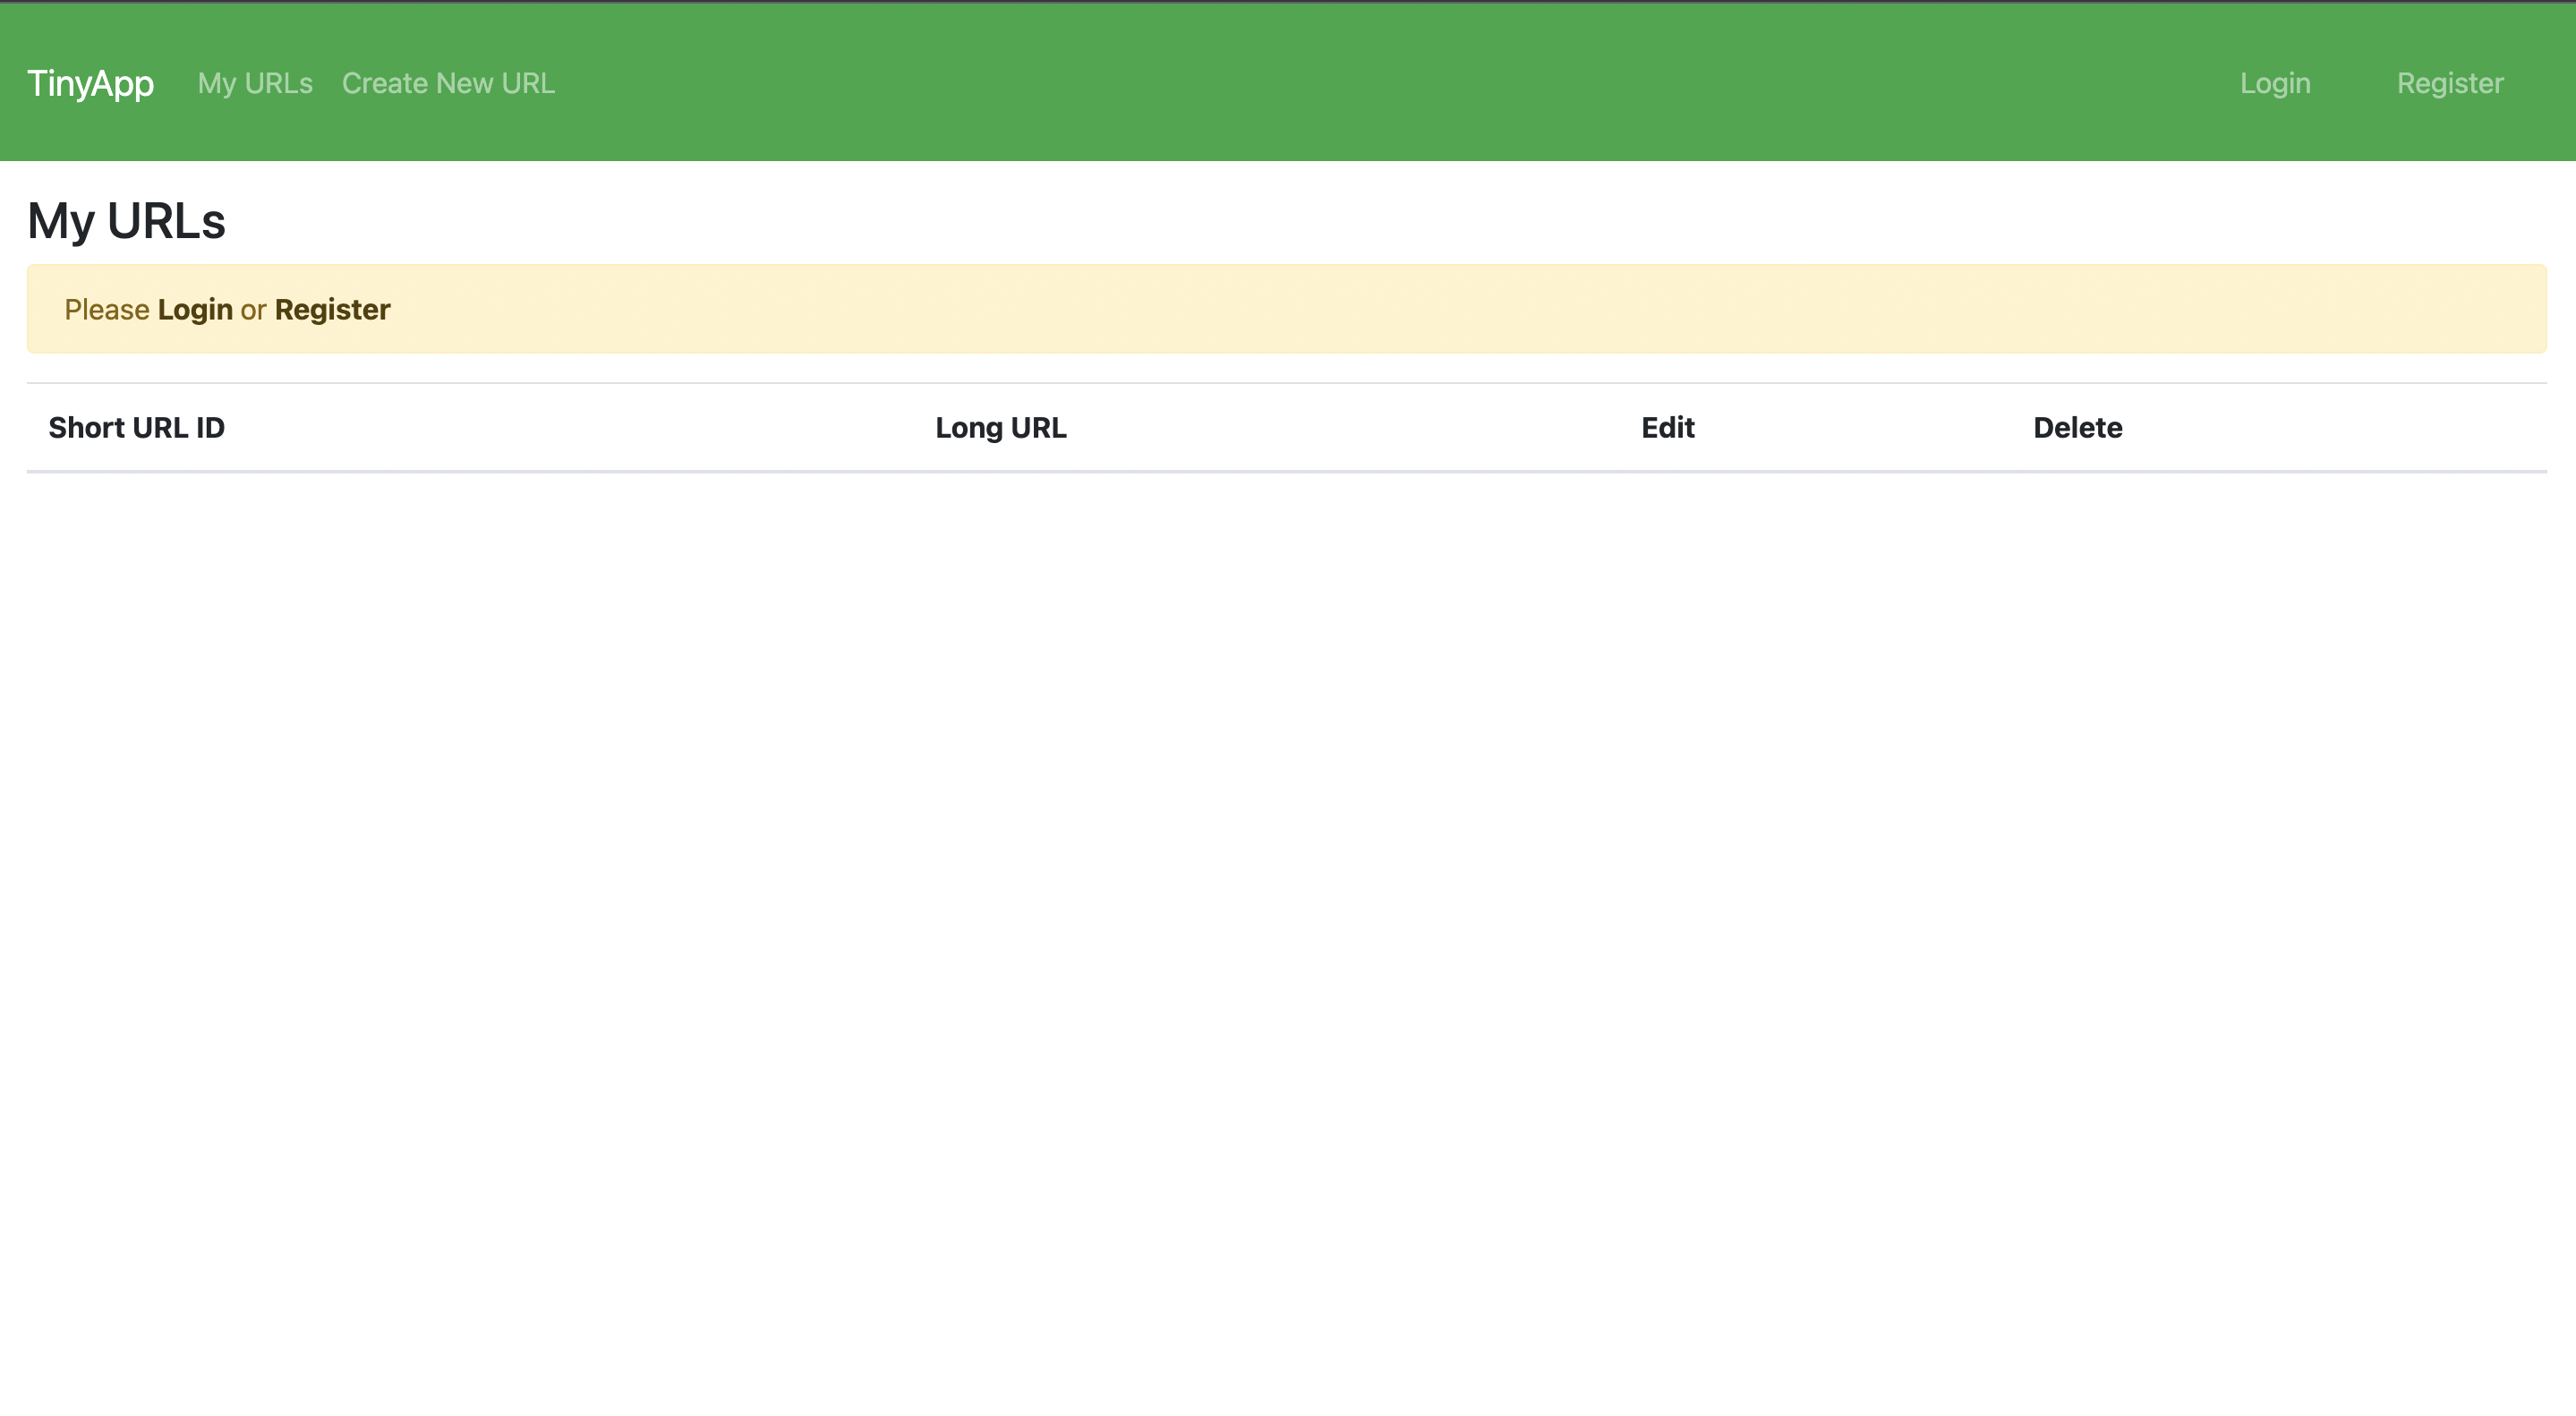 TinyApp My URLs Create New URL Login Register
My URLs
Please Login or Register
Short URL ID Long URL Edit Delete